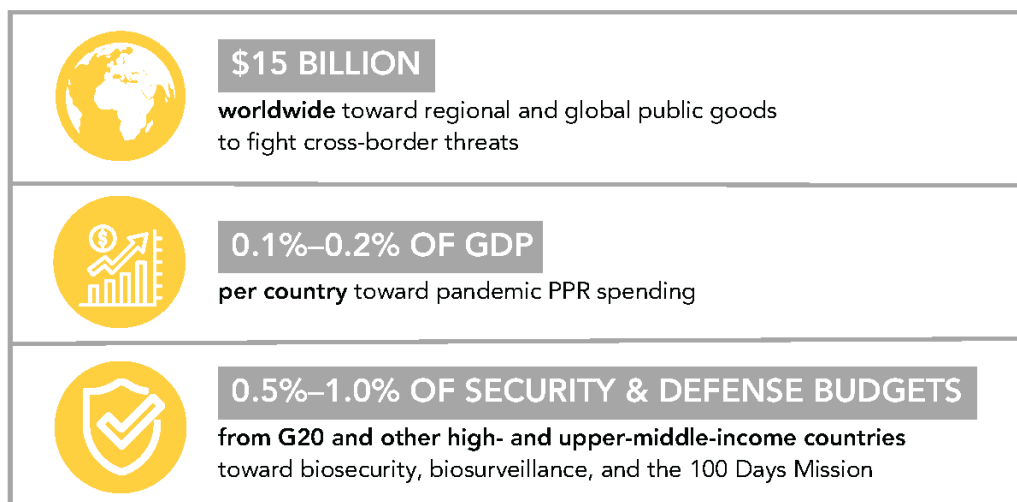 $15 BILLION
worldwide toward regional and global public goods
to fight cross-border threats
$
0.1%–0.2% OF GDP
per country toward pandemic PPR spending
0.5%–1.0% OF SECURITY & DEFENSE BUDGETS
from G20 and other high- and upper-middle-income countries
toward biosecurity, biosurveillance, and the 100 Days Mission